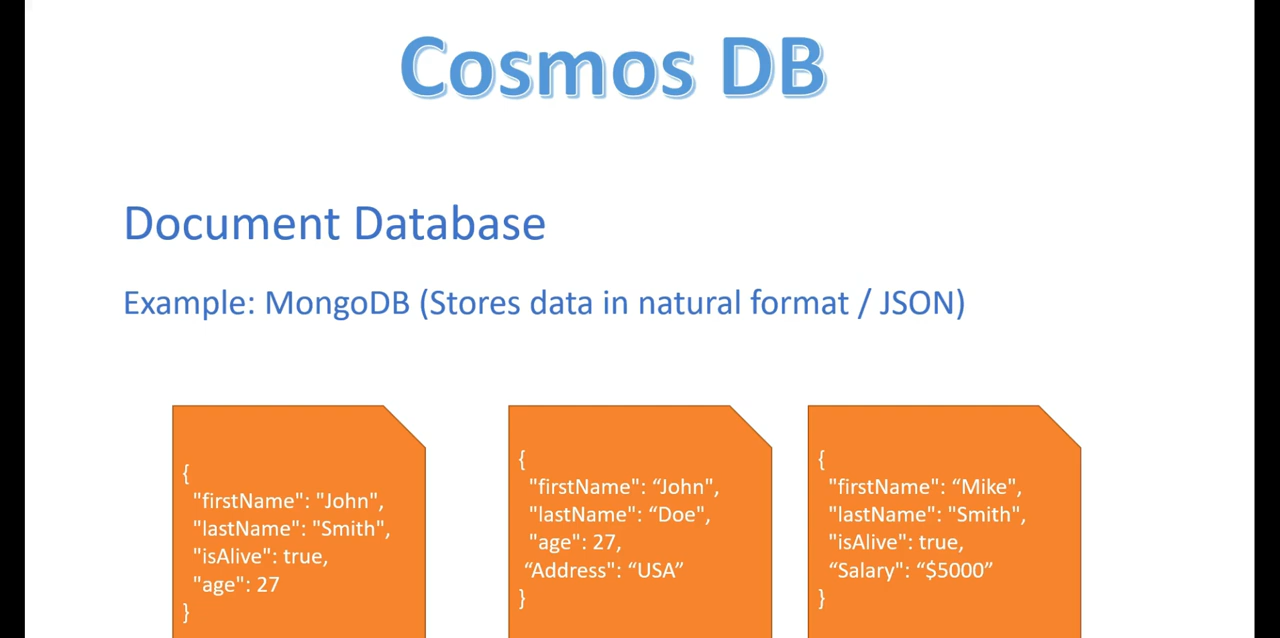 Cosmos DB
Document Database
Example: MongoDB (Stores data in natural format / JSON)
{
"firstName": "John",
"lastName": "Smith",
"isAlive": true,
"age": 27
}
{
"firstName": “John",
"lastName": “Doe",
"age": 27,
“Address": “USA”
}
{
"firstName": “Mike",
"lastName": "Smith",
"isAlive": true,
“Salary": “$5000”
}